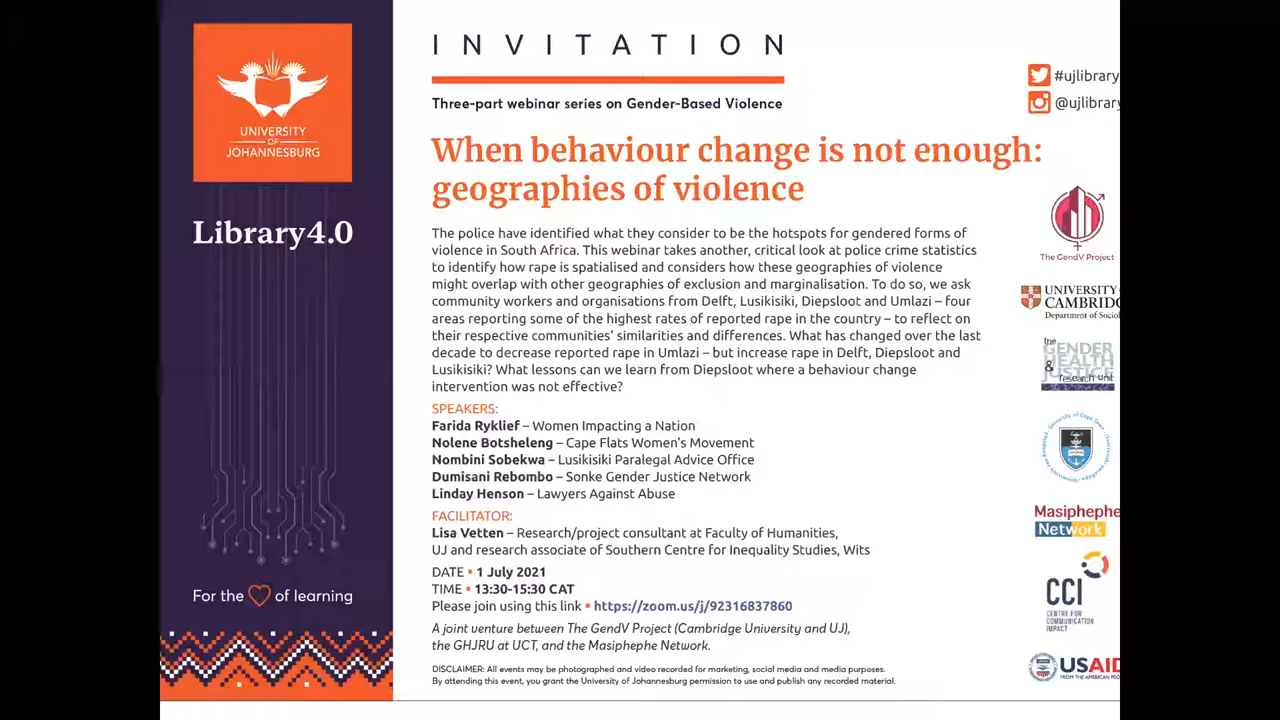 UNIVERSITY
OF
JOHANNESBURG
Library4.0
For the
of learning
INVITATION
Three-part webinar series on Gender-Based Violence
When behaviour change is not enough:
geographies of violence
The police have identified what they consider to be the hotspots for gendered forms of
violence in South Africa. This webinar takes another, critical look at police crime statistics
to identify how rape is spatialised and considers how these geographies of violence
might overlap with other geographies of exclusion and marginalisation. To do so, we ask
community workers and organisations from Delft, Lusikisiki, Diepsloot and Umlazi – four
areas reporting some of the highest rates of reported rape in the country – to reflect on
their respective communities' similarities and differences. What has changed over the last
decade to decrease reported rape in Umlazi – but increase rape in Delft, Diepsloot and
Lusikisiki? What lessons can we learn from Diepsloot where a behaviour change
intervention was not effective?
SPEAKERS:
Farida Ryklief – Women Impacting a Nation
Nolene Botsheleng – Cape Flats Women's Movement
Nombini Sobekwa – Lusikisiki Paralegal Advice Office
Dumisani Rebombo – Sonke Gender Justice Network
Linday Henson – Lawyers Against Abuse
FACILITATOR:
Lisa Vetten – Research/project consultant at Faculty of Humanities,
UJ and research associate of Southern Centre for Inequality Studies, Wits
DATE ▪ 1 July 2021
TIME ▪ 13:30-15:30 CAT
Please join using this link ▪ https://zoom.us/j/92316837860
A joint venture between The GendV Project (Cambridge University and UJ),
the GHJRU at UCT, and the Masiphephe Network.
DISCLAIMER: All events may be photographed and video recorded for marketing, social media and media purposes.
By attending this event, you grant the University of Johannesburg permission to use and publish any recorded material.
#ujlibrary
@ujlibrary
The GendV Project
UNIVERSITY
CAMBRIDG
Department of Sociol
the
GENDER
HEALTH
& JUSTICE
research unit
Masiphephe
Network
CCI
CENTRE FOR
COMMUNICATION
IMPACT
USAID
FROM THE AMERICAN PEO